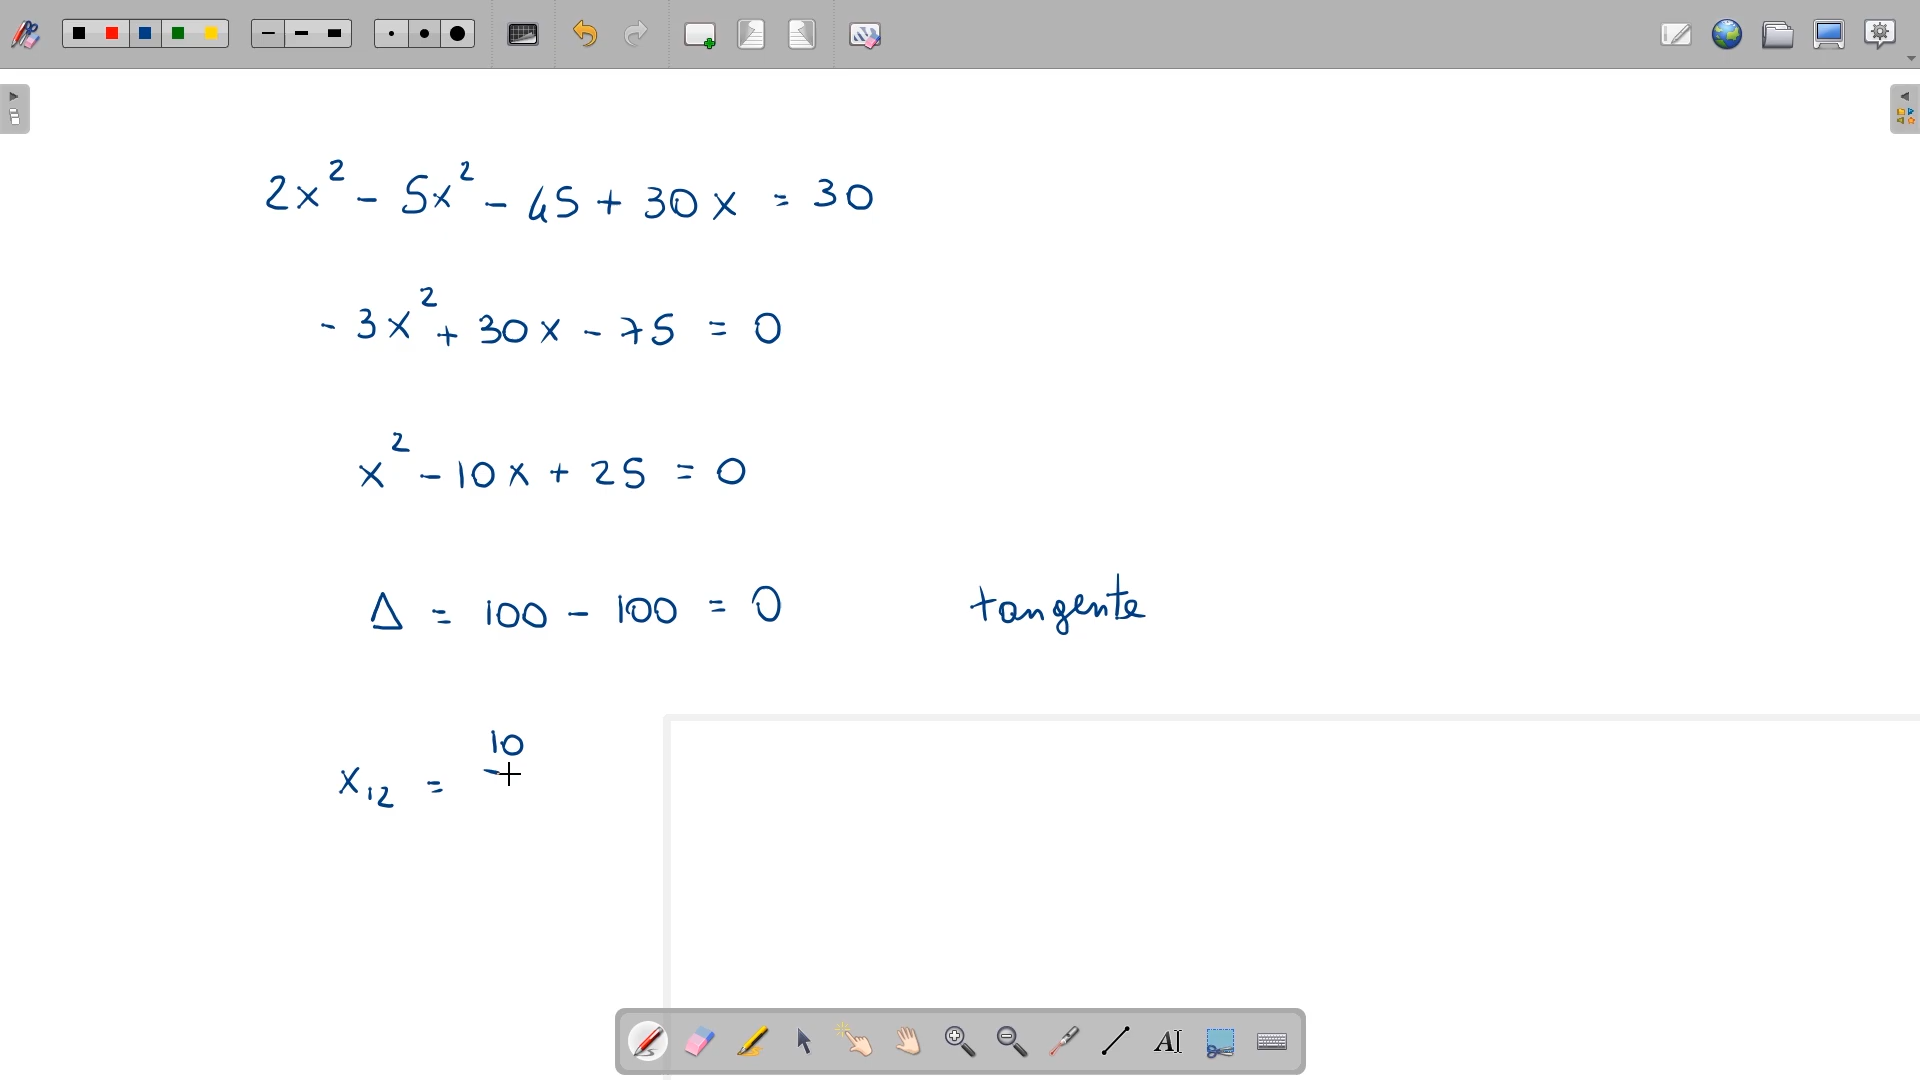 2x² - 5x² - 45 + 30x = 30
- 3x² + 30x - 75 = 0
x² - 10x + 25 = 0
Δ = 100 - 100 = 0 tangente
x₁₂ = 10